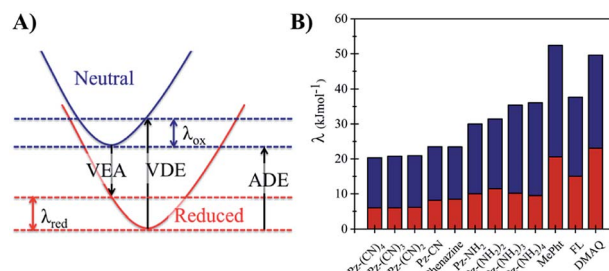 A)
Neutral
λox
VEA
VDE
ADE
λred
Reduced
B)
λ (kJmol⁻¹)
60
50
40
30
20
10
0
Pz-(CN)4
Pz-(CN)3
Pz-(CN)2
Pz-CN
Pz-NH2
MePht
FL
DMAQ